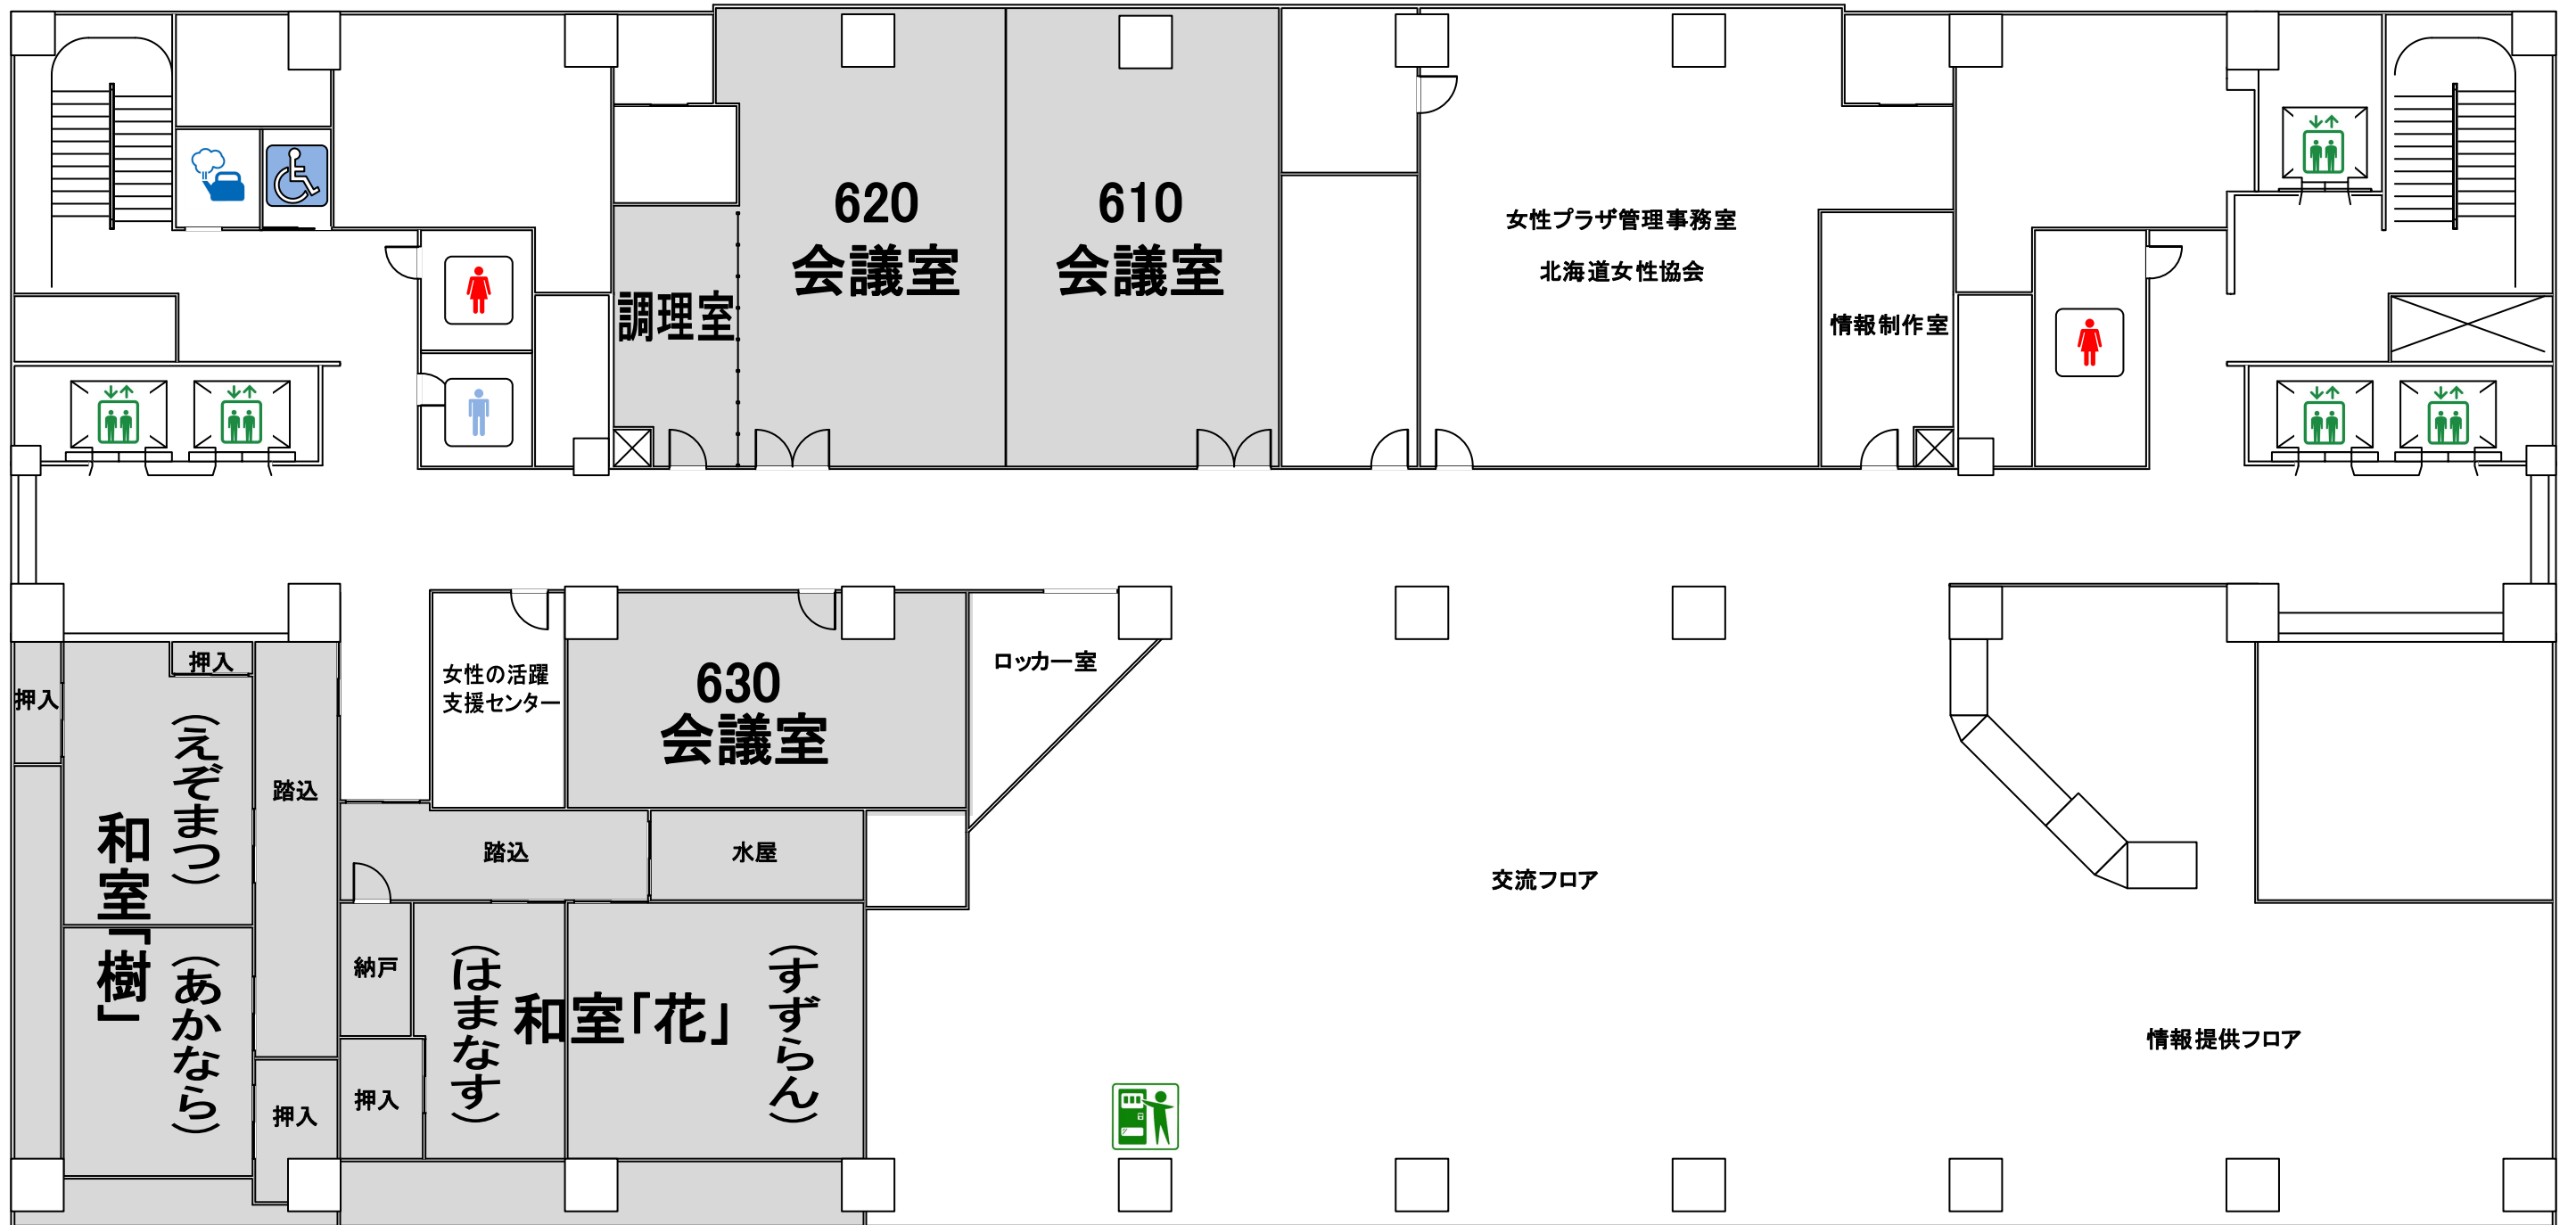 620
会議室
610
会議室
調理室
女性プラザ管理事務室
北海道女性協会
情報制作室
押入
押入
(えぞまつ)
和室「樹」
(あかなら)
踏込
押入
女性の活躍
支援センター
630
会議室
ロッカー室
踏込
水屋
納戸
押入
(はまなす)
和室「花」
(すずらん)
交流フロア
情報提供フロア